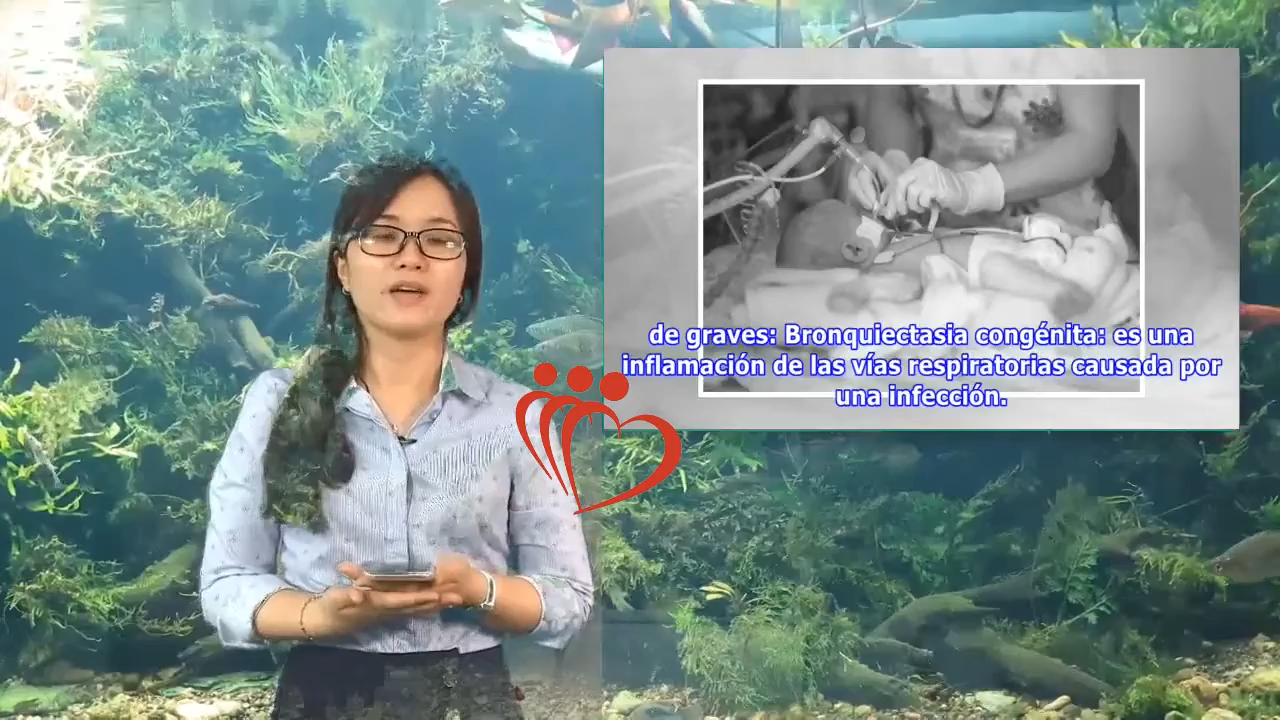 de graves: Bronquiectasia congénita: es una
inflamación de las vías respiratorias causada por
una infección.